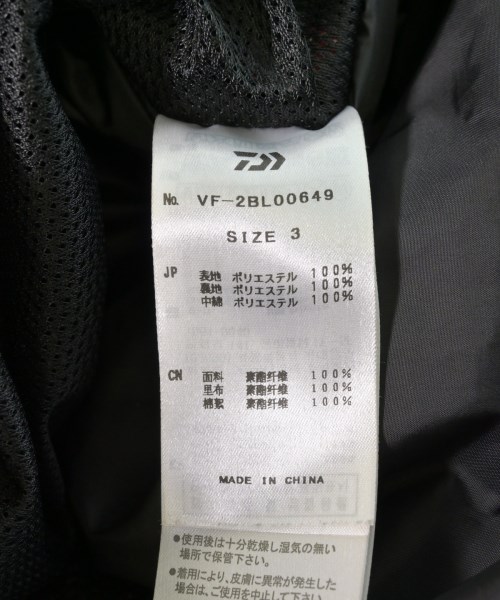 No. VF-2BL00649
SIZE 3
JP 表地 ポリエステル 100%
裏地 ポリエステル 100%
中綿 ポリエステル 100%
CN 面料 聚酯纤维 100%
里布 聚酯纤维 100%
棉絮 聚酯纤维 100%
MADE IN CHINA
●使用後は十分乾燥し湿気の無い
場所で保管下さい。
●着用により、皮膚に異常が発生した
場合は、ご使用を中止して下さい。